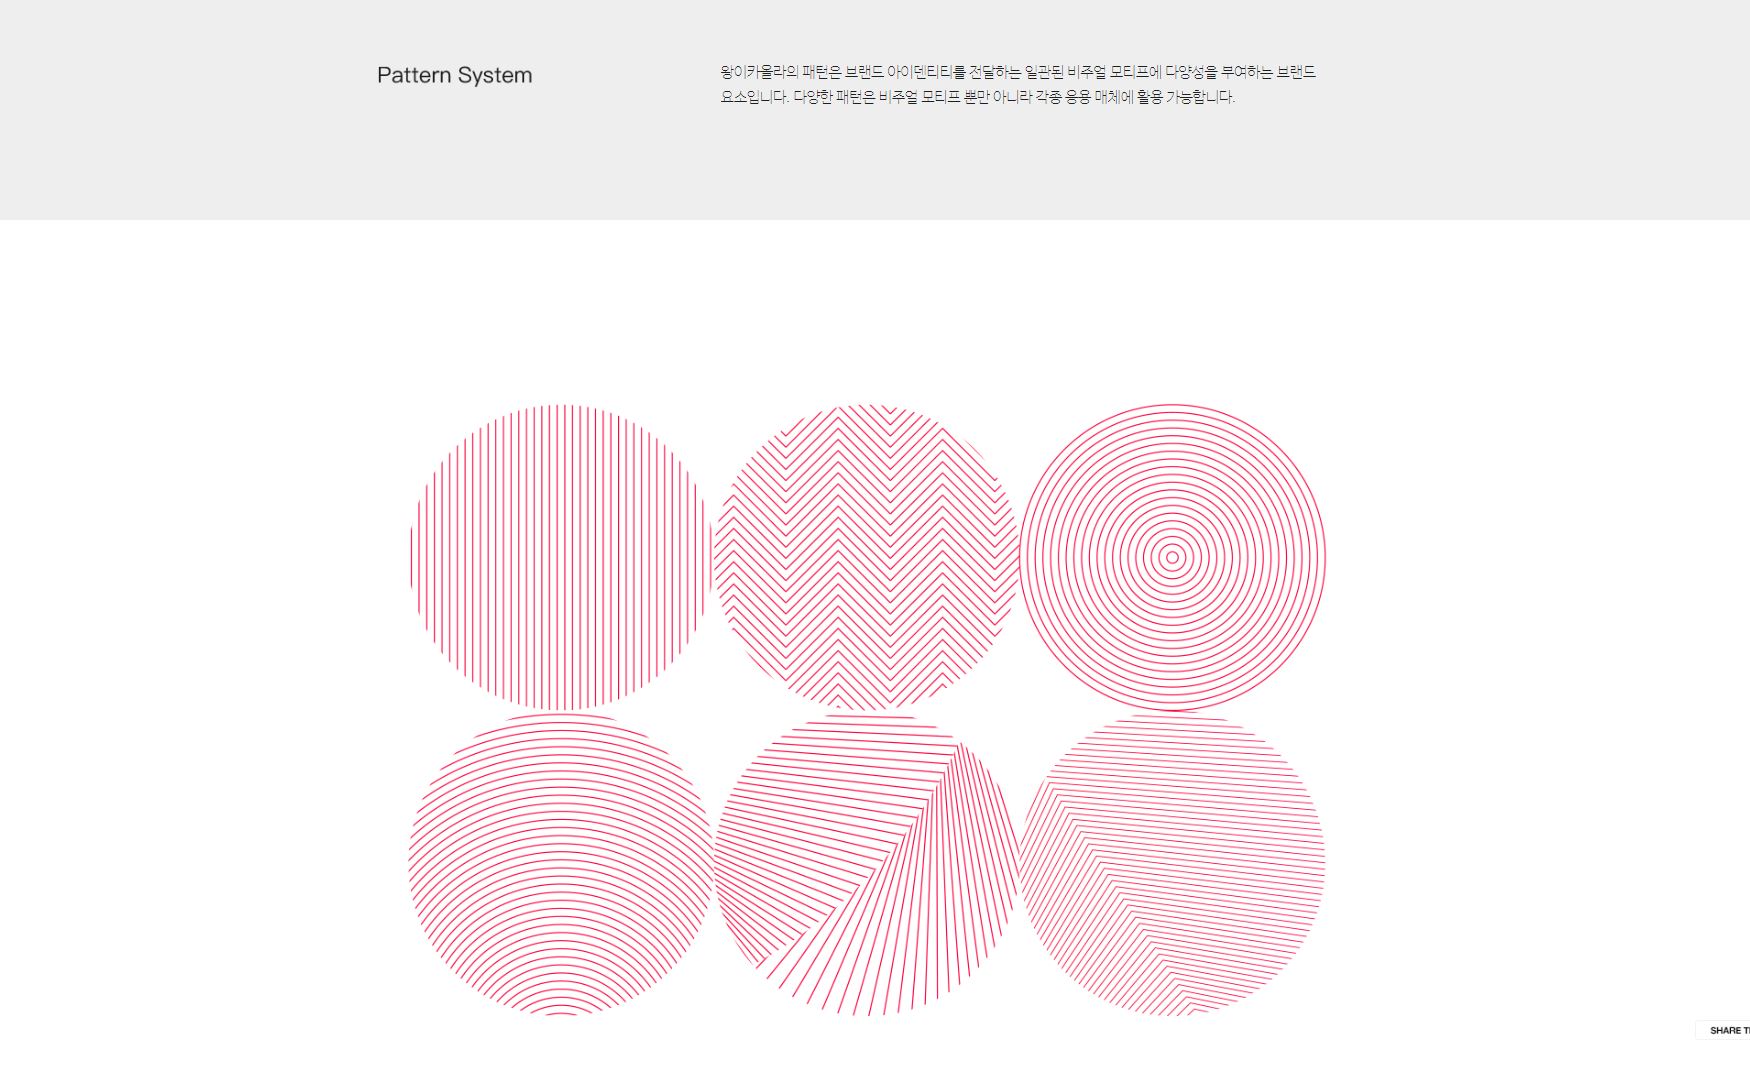 Pattern System
왕이카올라의 패턴은 브랜드 아이덴티티를 전달하는 일관된 비주얼 모티프에 다양성을 부여하는 브랜드
요소입니다. 다양한 패턴은 비주얼 모티프 뿐만 아니라 각종 응용 매체에 활용 가능합니다.
SHARE